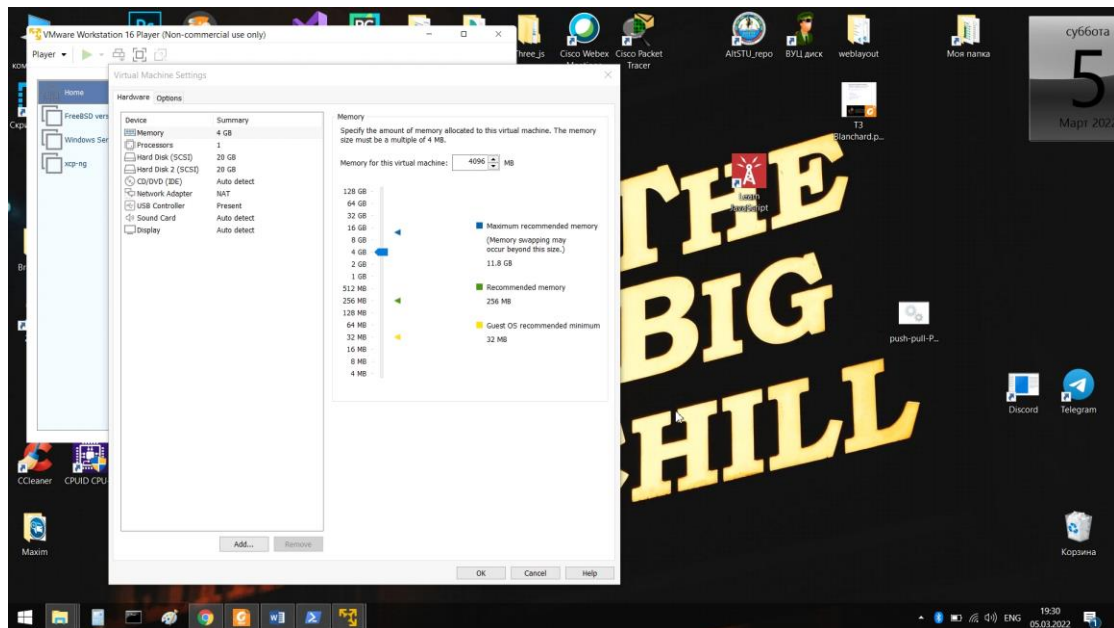 VMware Workstation 16 Player (Non-commercial use only)
Player
Virtual Machine Settings
Home
FreeBSD vers
Windows Ser
xcp-ng
Hardware
Options
Device Summary
Memory 4 GB
Processors 1
Hard Disk (SCSI) 20 GB
Hard Disk 2 (SCSI) 20 GB
CD/DVD (IDE) Auto detect
Network Adapter NAT
USB Controller Present
Sound Card Auto detect
Display Auto detect
Add...
Remove
Memory
Specify the amount of memory allocated to this virtual machine. The memory
size must be a multiple of 4 MB.
Memory for this virtual machine: 4096 MB
128 GB
64 GB
32 GB
16 GB
8 GB
4 GB
2 GB
1 GB
512 MB
256 MB
128 MB
64 MB
32 MB
16 MB
8 MB
4 MB
Maximum recommended memory
(Memory swapping may
occur beyond this size.)
11.8 GB
Recommended memory
256 MB
Guest OS recommended minimum
32 MB
OK
Cancel
Help
Three_js
Cisco Webex
Cisco Packet
Tracer
AltSTU_repo
ВУЦ диск
weblayout
Моя папка
суббота
5
Март 2022
ТЗ
Blanchard.p...
Learn
JavaScript
THE
BIG
CHILL
push-pull-P...
Discord
Telegram
CCleaner
CPUID CPU-
Maxim
Корзина
ENG
19:30
05.03.2022